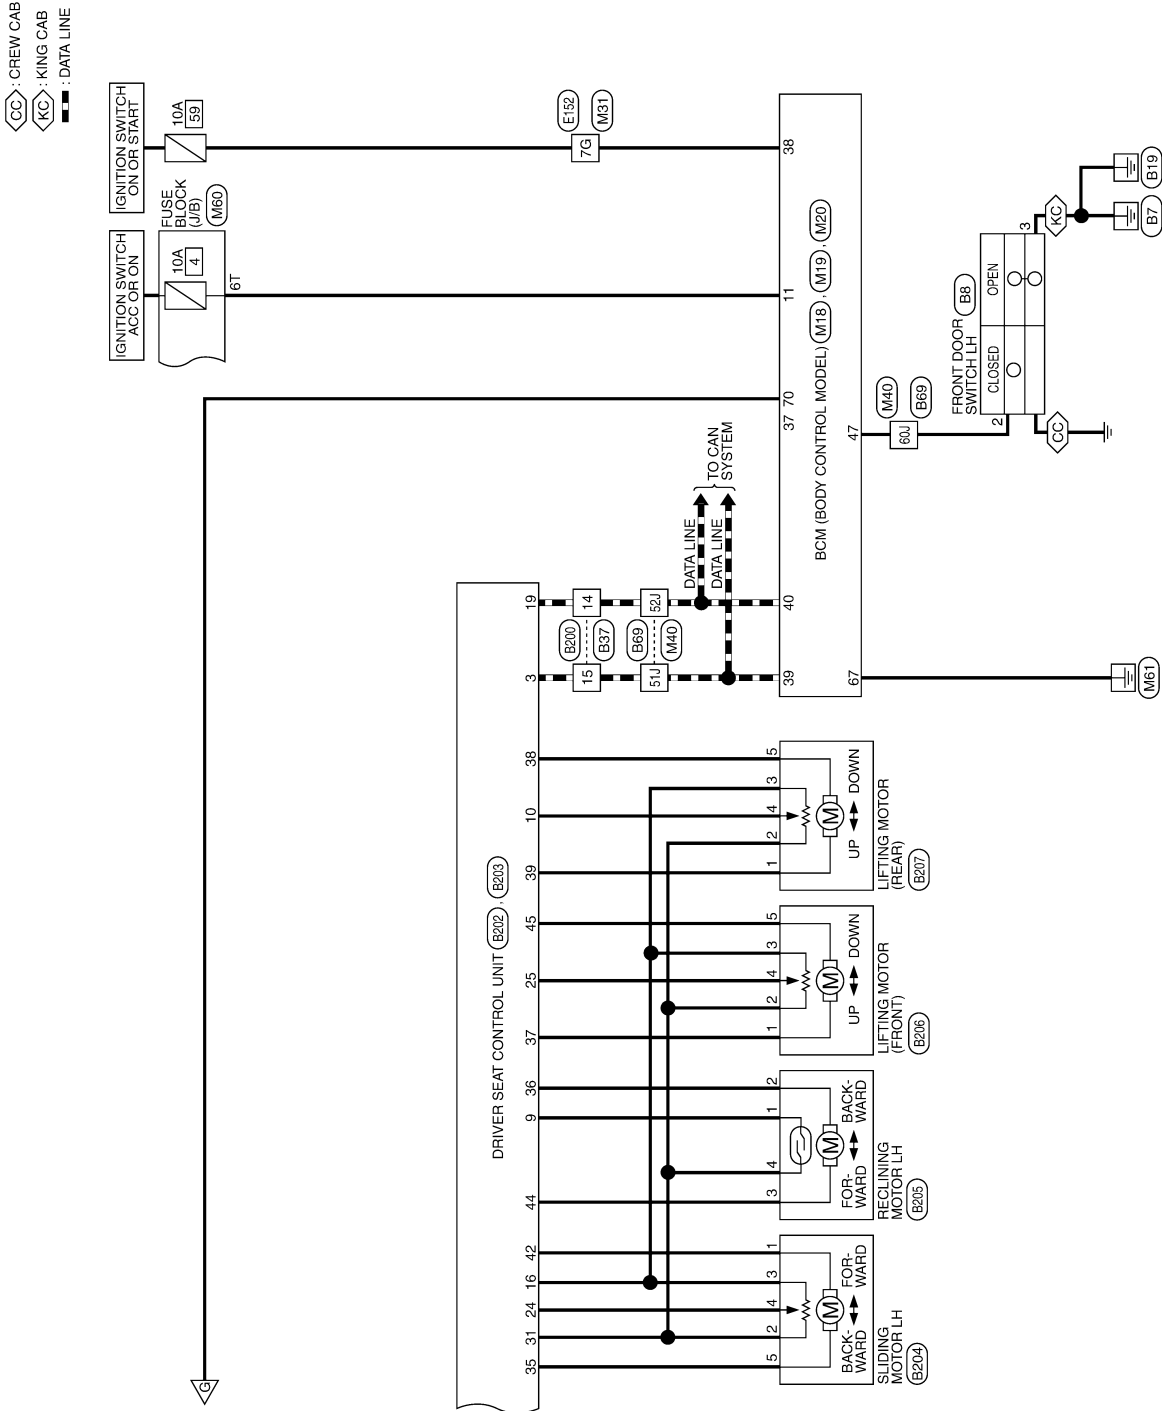 CC : CREW CAB
KC : KING CAB
: DATA LINE
IGNITION SWITCH
ON OR START
10A
59
E152
M31
7G
38
IGNITION SWITCH
ACC OR ON
FUSE
BLOCK
(J/B)
M60
10A
4
6T
11
70
37
G
BCM (BODY CONTROL MODEL) M18 , M19 , M20
TO CAN
SYSTEM
DATA LINE
DATA LINE
40
39
47
67
M61
M40
B69
60J
FRONT DOOR
SWITCH LH
B8
CLOSED
OPEN
2
3
KC
CC
B7
B19
19
3
14
15
B200
B37
52J
51J
B69
M40
DRIVER SEAT CONTROL UNIT B202 , B203
35
31
24
16
42
44
9
36
37
25
45
39
10
38
5
2
4
3
1
M
BACK-
WARD
FOR-
WARD
SLIDING
MOTOR LH
B204
3
4
1
2
M
FOR-
WARD
BACK-
WARD
RECLINING
MOTOR LH
B205
1
2
4
3
5
M
UP
DOWN
LIFTING MOTOR
(FRONT)
B206
1
2
4
3
5
M
UP
DOWN
LIFTING MOTOR
(REAR)
B207